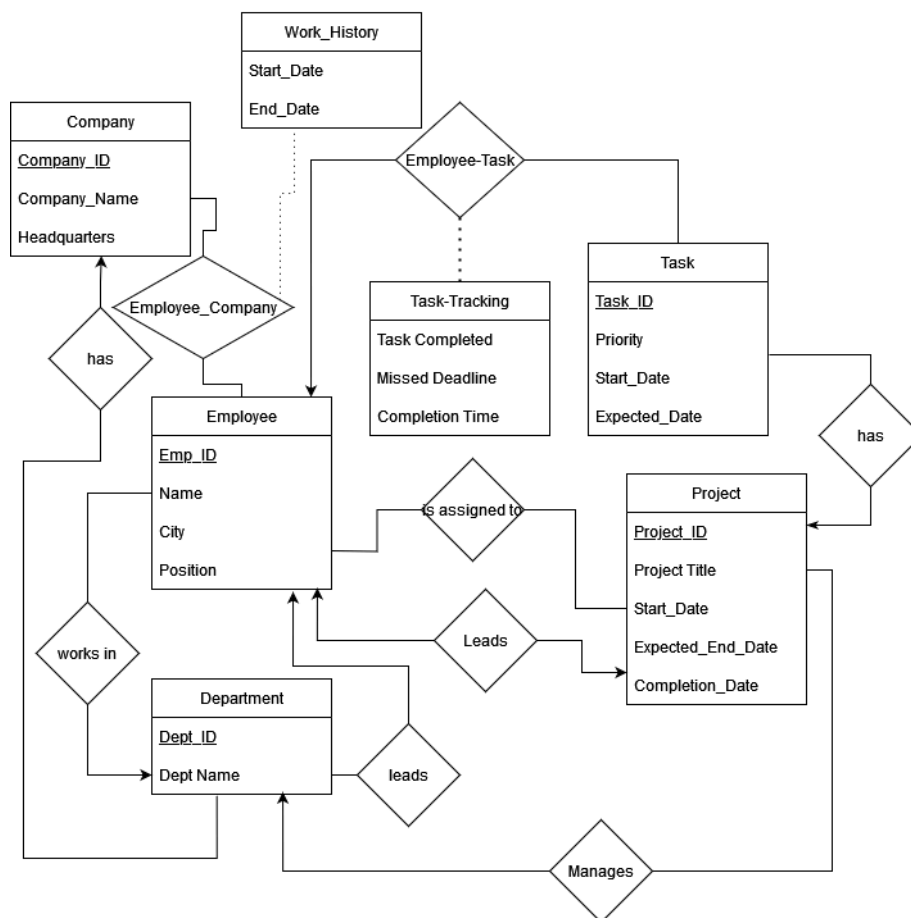 Work_History
Start_Date
End_Date
Company
Company_ID
Company_Name
Headquarters
Employee-Task
Task
Task_ID
Priority
Start_Date
Expected_Date
Employee_Company
Task-Tracking
Task Completed
Missed Deadline
Completion Time
has
Employee
Emp_ID
Name
City
Position
has
is assigned to
Project
Project_ID
Project Title
Start_Date
Expected_End_Date
Completion_Date
Leads
works in
Department
Dept_ID
Dept Name
leads
Manages